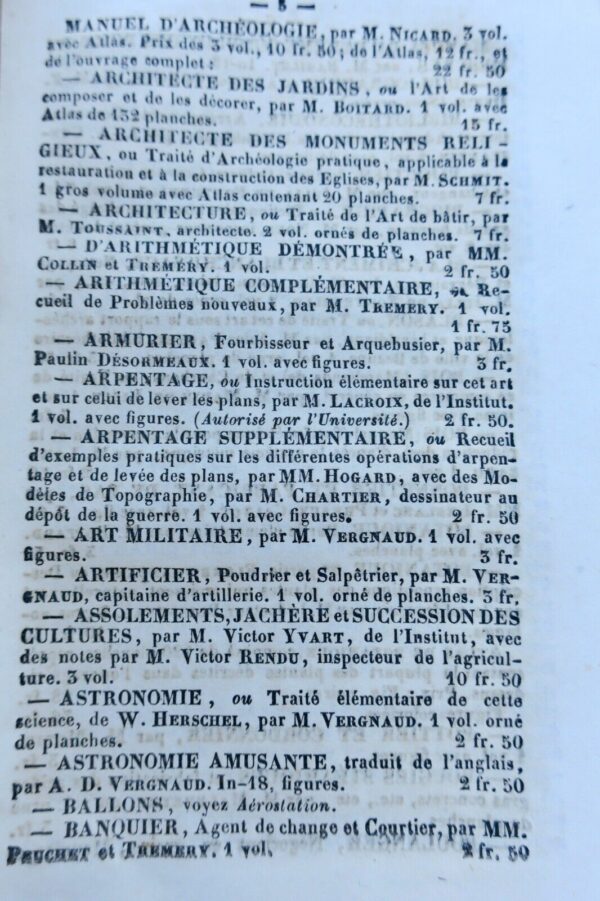 — 5 —
MANUEL D'ARCHÉOLOGIE, par M. NICARD. 3 vol.
avec Atlas. Prix des 3 vol., 10 fr. 50; de l'Atlas, 12 fr., et
de l'ouvrage complet : 22 fr. 50
— ARCHITECTE DES JARDINS, ou l'Art de les
composer et de les décorer, par M. BOITARD. 1 vol. avec
Atlas de 132 planches. 15 fr.
— ARCHITECTE DES MONUMENTS RELI-
GIEUX, ou Traité d'Archéologie pratique, applicable à la
restauration et à la construction des Eglises, par M. SCHMIT.
1 gros volume avec Atlas contenant 20 planches. 7 fr.
— ARCHITECTURE, ou Traité de l'Art de bâtir, par
M. TOUSSAINT, architecte. 2 vol. ornés de planches. 7 fr.
— D'ARITHMÉTIQUE DÉMONTRÉE, par MM.
COLLIN et TREMERY. 1 vol. 2 fr. 50
— ARITHMÉTIQUE COMPLÉMENTAIRE, ou Re-
cueil de Problèmes nouveaux, par M. TREMERY. 1 vol.
1 fr. 75
— ARMURIER, Fourbisseur et Arquebusier, par M.
Paulin DÉSORMEAUX. 1 vol. avec figures. 3 fr.
— ARPENTAGE, ou Instruction élémentaire sur cet art
et sur celui de lever les plans, par M. LACROIX, de l'Institut.
1 vol. avec figures. (Autorisé par l'Université.) 2 fr. 50.
— ARPENTAGE SUPPLÉMENTAIRE, ou Recueil
d'exemples pratiques sur les différentes opérations d'arpen-
tage et de levée des plans, par MM. HOGARD, avec des Mo-
dèles de Topographie, par M. CHARTIER, dessinateur au
dépôt de la guerre. 1 vol. avec figures. 2 fr. 50
— ART MILITAIRE, par M. VERGNAUD. 1 vol. avec
figures. 3 fr.
— ARTIFICIER, Poudrier et Salpêtrier, par M. VER-
GNAUD, capitaine d'artillerie. 1 vol. orné de planches. 3 fr.
— ASSOLEMENTS, JACHÈRE et SUCCESSION DES
CULTURES, par M. Victor YVART, de l'Institut, avec
des notes par M. Victor RENDU, inspecteur de l'agricul-
ture. 3 vol. 10 fr. 50
— ASTRONOMIE, ou Traité élémentaire de cette
science, de W. HERSCHEL, par M. VERGNAUD. 1 vol. orné
de planches. 2 fr. 50
— ASTRONOMIE AMUSANTE, traduit de l'anglais,
par A. D. VERGNAUD. In-18, figures. 2 fr. 50
— BALLONS, voyez Aérostation.
— BANQUIER, Agent de change et Courtier, par MM.
PEUCHET et TREMERY. 1 vol. 2 fr. 50